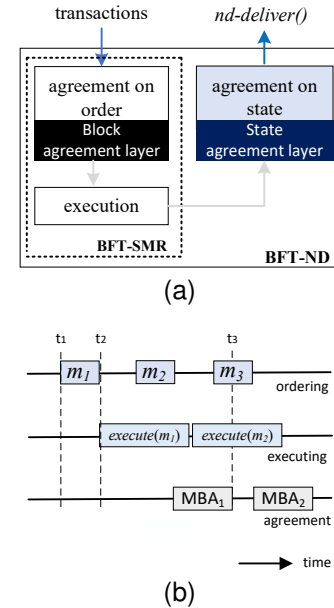 transactions
nd-deliver()
agreement on
order
Block
agreement layer
execution
BFT-SMR
agreement on
state
State
agreement layer
BFT-ND
(a)
t1 t2 t3
m1 m2 m3
ordering
execute(m1) execute(m2)
executing
MBA1 MBA2
agreement
time
(b)